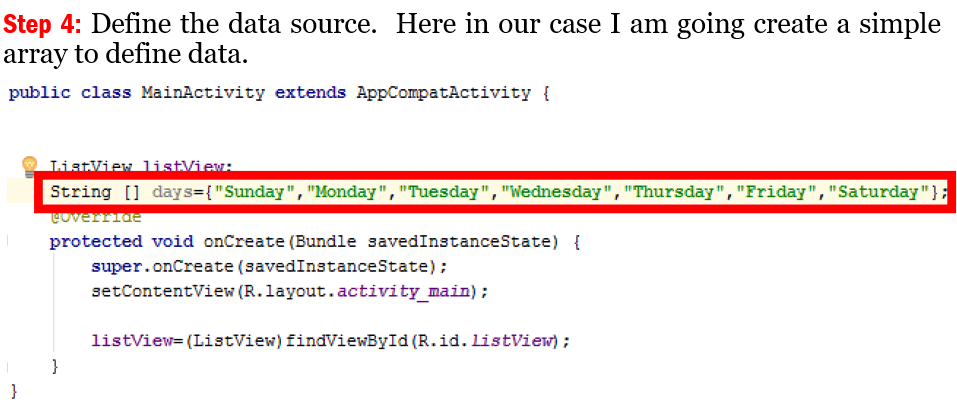 Step 4: Define the data source.  Here in our case I am going create a simple
array to define data.
public class MainActivity extends AppCompatActivity {
ListView listView;
String [] days={"Sunday","Monday","Tuesday","Wednesday","Thursday","Friday","Saturday"};
@Override
protected void onCreate(Bundle savedInstanceState) {
super.onCreate(savedInstanceState);
setContentView(R.layout.activity_main);
listView=(ListView)findViewById(R.id.listView);
}
}